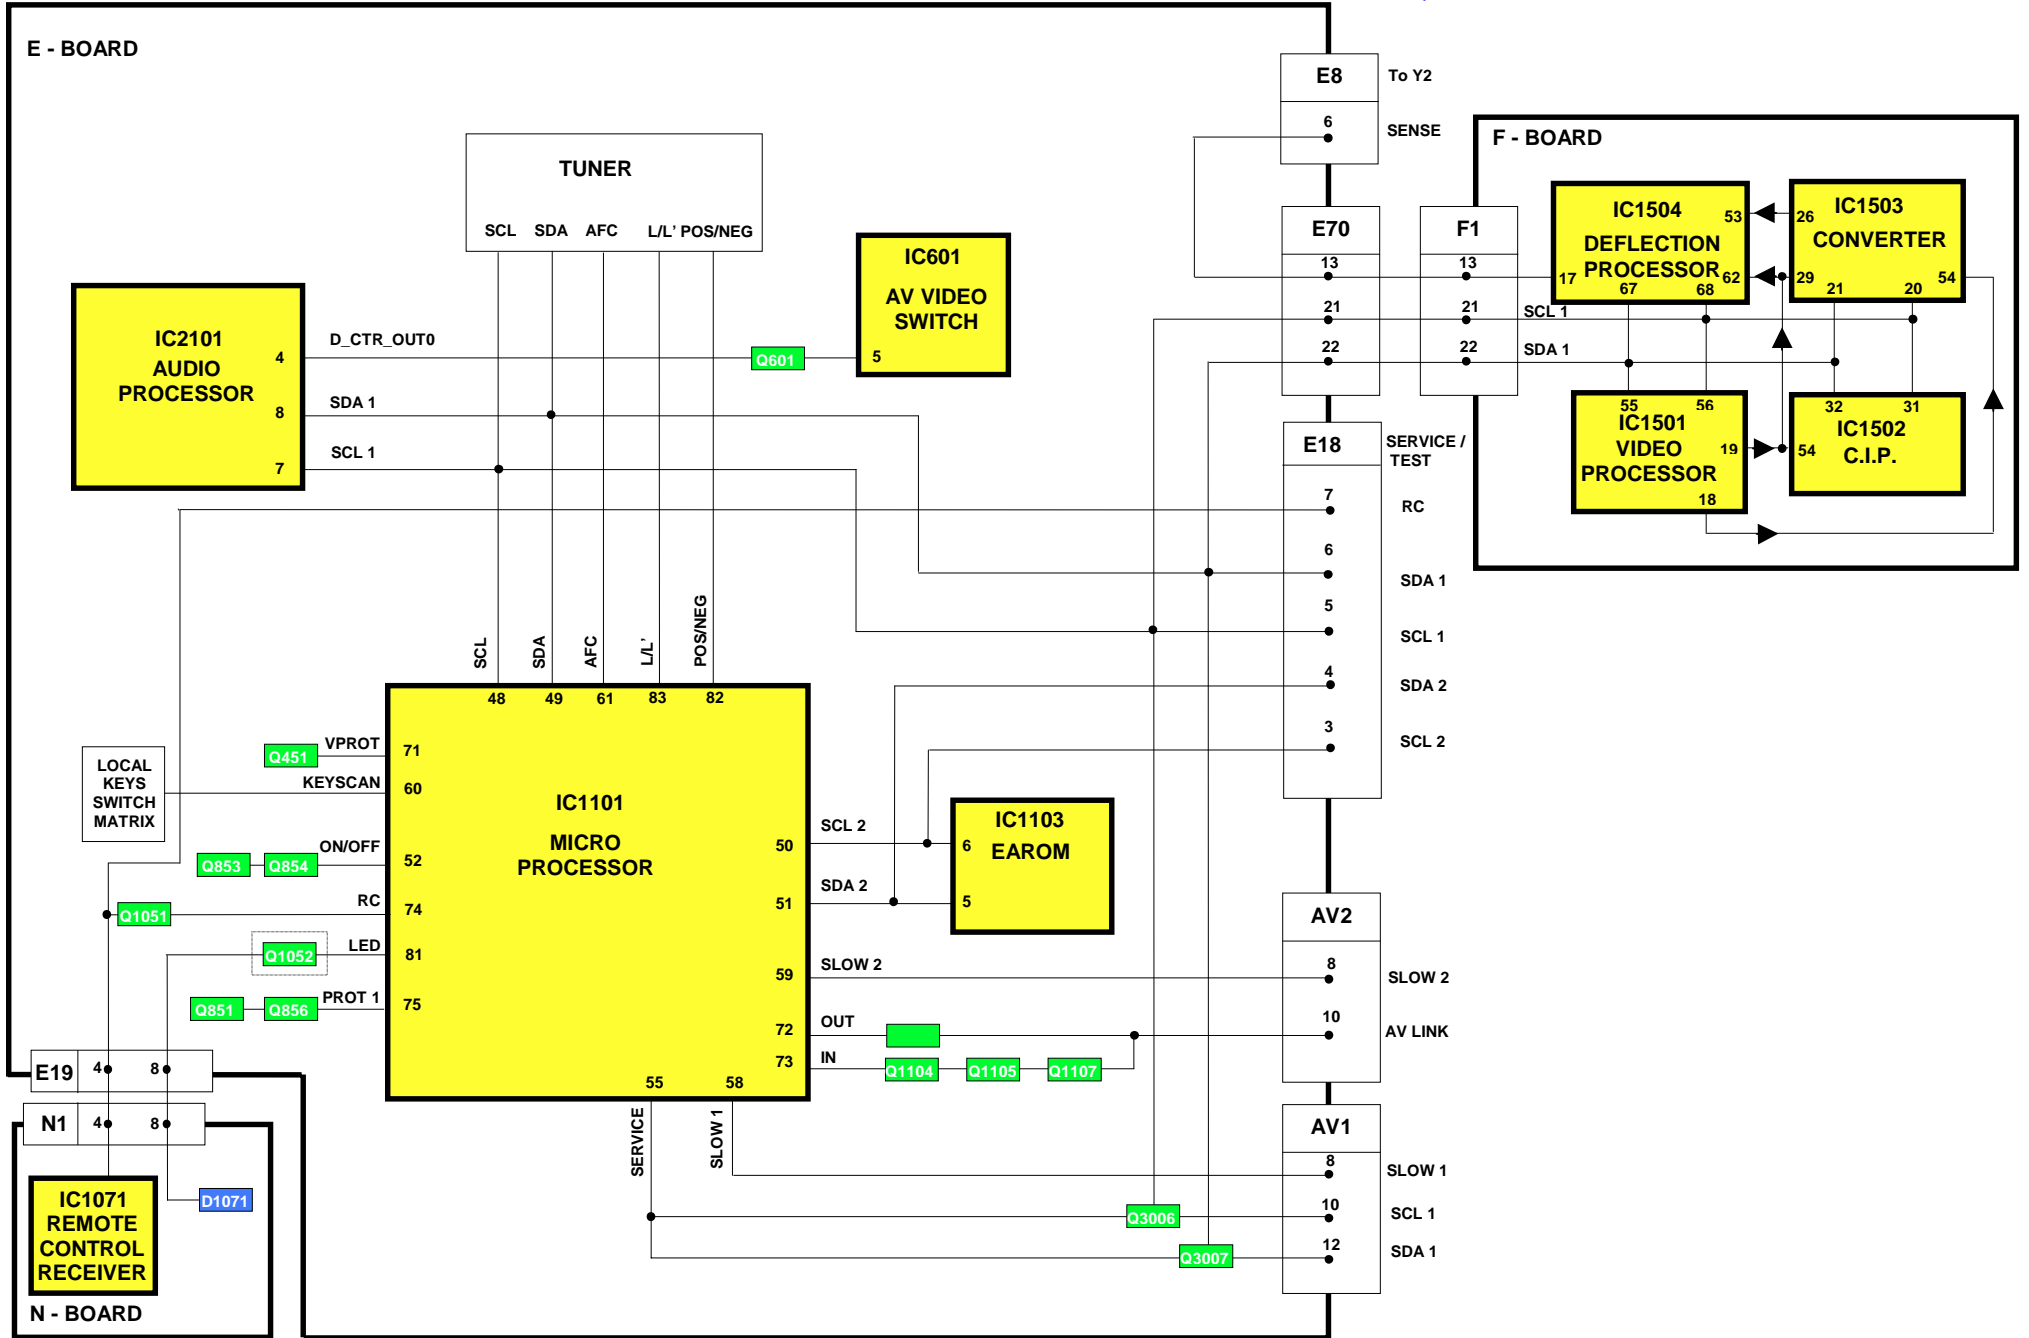 E - BOARD
E8
To Y2
6
SENSE
F - BOARD
TUNER
SCL SDA AFC L/L' POS/NEG
IC601
AV VIDEO
SWITCH
5
E70
13
21
22
F1
13
21
22
SCL 1
SDA 1
IC1504
DEFLECTION
PROCESSOR
53
17
62
67
68
IC1503
CONVERTER
26
29
54
21
20
IC2101
AUDIO
PROCESSOR
4
8
7
D_CTR_OUT0
Q601
SDA 1
SCL 1
55
56
IC1501
VIDEO
PROCESSOR
19
18
32
31
IC1502
C.I.P.
54
E18
SERVICE /
TEST
7
RC
6
SDA 1
5
SCL 1
4
SDA 2
3
SCL 2
SCL
SDA
AFC
L/L'
POS/NEG
48
49
61
83
82
LOCAL
KEYS
SWITCH
MATRIX
Q451
VPROT
71
KEYSCAN
60
Q853
Q854
ON/OFF
52
Q1051
RC
74
Q1052
LED
81
Q851
Q856
PROT 1
75
IC1101
MICRO
PROCESSOR
50
SCL 2
51
SDA 2
59
SLOW 2
72
OUT
73
IN
Q1104
Q1105
Q1107
55
58
SERVICE
SLOW 1
IC1103
EAROM
6
5
AV2
8
SLOW 2
10
AV LINK
AV1
8
SLOW 1
10
SCL 1
12
SDA 1
Q3006
Q3007
E19
4
8
N1
4
8
IC1071
REMOTE
CONTROL
RECEIVER
D1071
N - BOARD